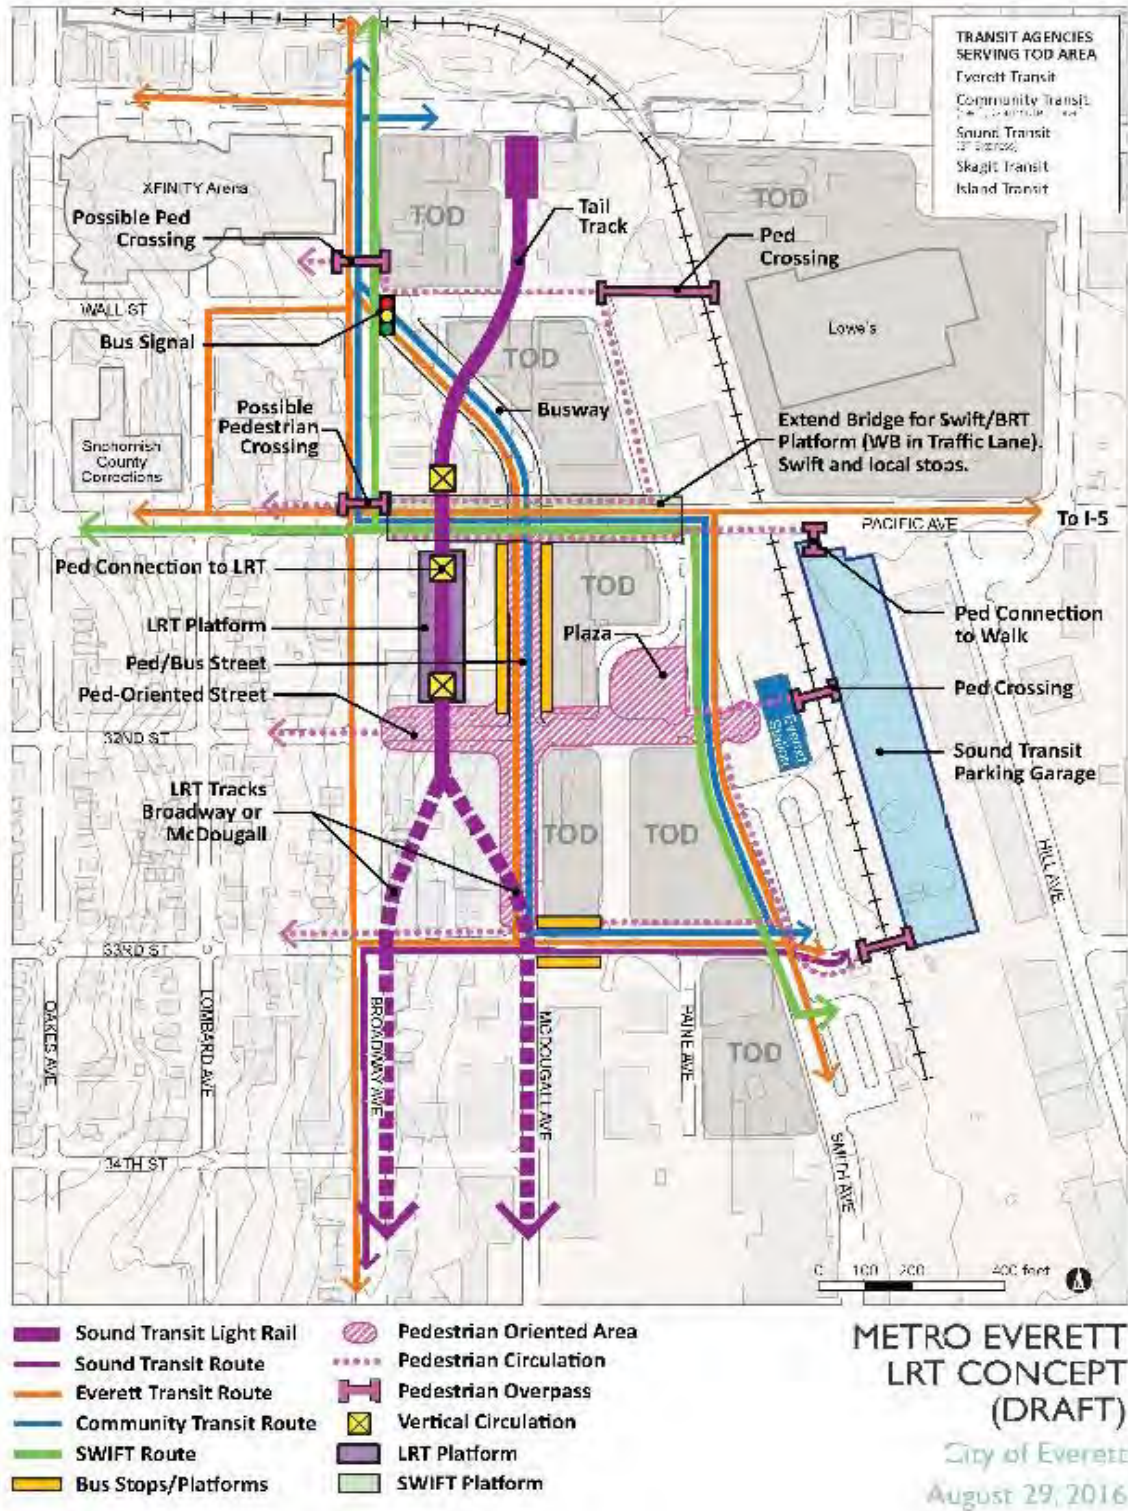 TRANSIT AGENCIES
SERVING TOD AREA
Everett Transit
Community Transit
Sound Transit
Skagit Transit
Island Transit
XFINITY Arena
TOD
TOD
Possible Ped
Crossing
Tail
Track
Ped
Crossing
WALL ST
Bus Signal
Lowe's
TOD
Possible
Pedestrian
Crossing
Busway
Extend Bridge for Swift/BRT
Platform (WB in Traffic Lane).
Swift and local stops.
Snohomish
County
Corrections
PACIFIC AVE
To I-5
Ped Connection to LRT
TOD
LRT Platform
Plaza
Ped Connection
to Walk
Ped/Bus Street
Ped-Oriented Street
Ped Crossing
32ND ST
Everett
Station
Sound Transit
Parking Garage
LRT Tracks
Broadway or
McDougall
TOD
TOD
HILL AVE
33RD ST
OAKES AVE
LOMBARD AVE
BROADWAY AVE
MCDOUGALL AVE
PAINE AVE
TOD
SMITH AVE
34TH ST
0 100 200 400 feet
Sound Transit Light Rail
Sound Transit Route
Everett Transit Route
Community Transit Route
SWIFT Route
Bus Stops/Platforms
Pedestrian Oriented Area
Pedestrian Circulation
Pedestrian Overpass
Vertical Circulation
LRT Platform
SWIFT Platform
METRO EVERETT
LRT CONCEPT
(DRAFT)
City of Everett
August 29, 2016